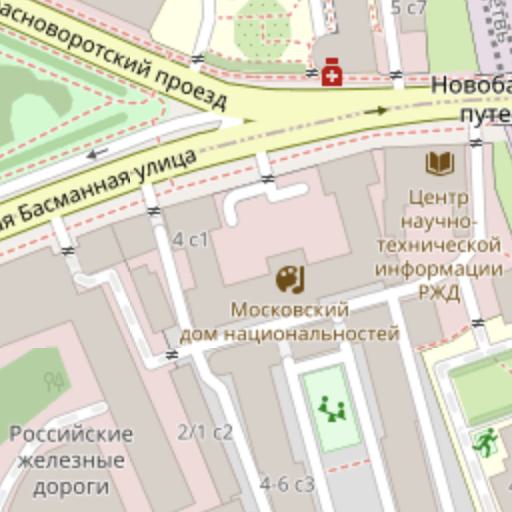 асноворотский проезд
5 с7
Новоба
путе
ая Басманная улица
4 с1
Центр
научно-
технической
информации
РЖД
Московский
дом национальностей
2/1 с2
Российские
железные
дороги
4-6 с3